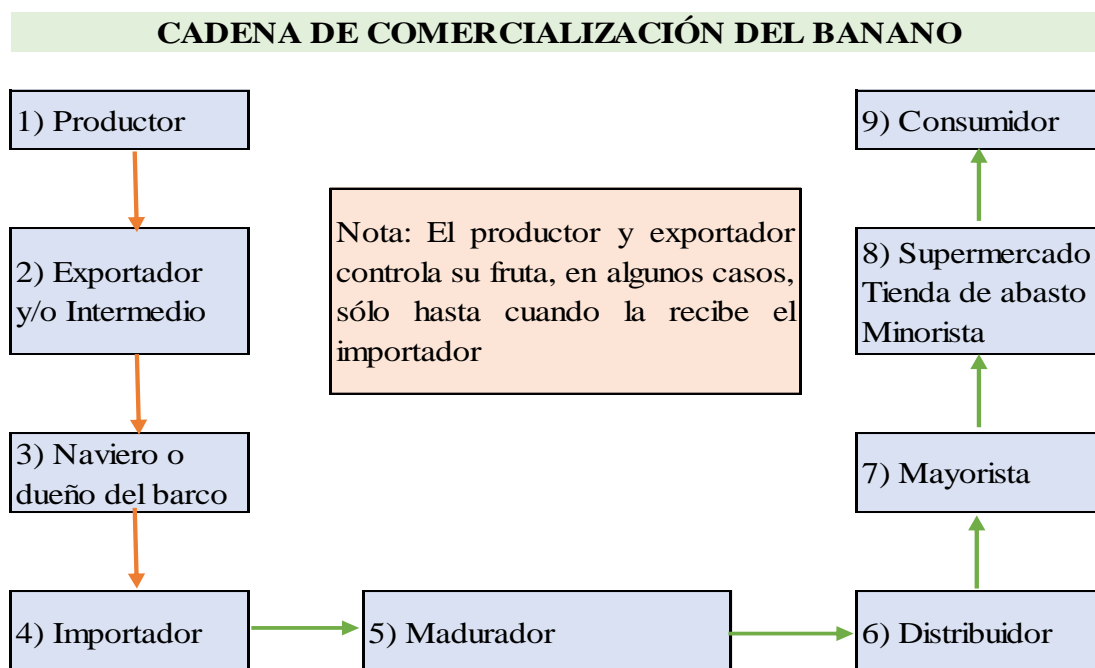 CADENA DE COMERCIALIZACIÓN DEL BANANO
1) Productor
2) Exportador
y/o Intermedio
3) Naviero o
dueño del barco
4) Importador
5) Madurador
6) Distribuidor
7) Mayorista
8) Supermercado
Tienda de abasto
Minorista
9) Consumidor
Nota: El productor y exportador
controla su fruta, en algunos casos,
sólo hasta cuando la recibe el
importador